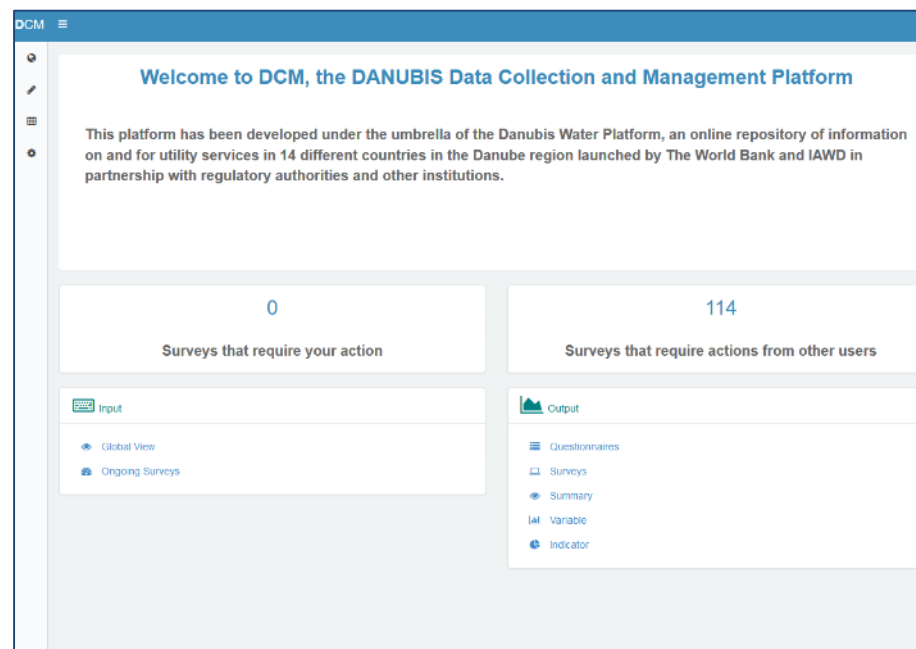 DCM
Welcome to DCM, the DANUBIS Data Collection and Management Platform
This platform has been developed under the umbrella of the Danubis Water Platform, an online repository of information
on and for utility services in 14 different countries in the Danube region launched by The World Bank and IAWD in
partnership with regulatory authorities and other institutions.
0
Surveys that require your action
114
Surveys that require actions from other users
Input
Global View
Ongoing Surveys
Output
Questionnaires
Surveys
Summary
Variable
Indicator